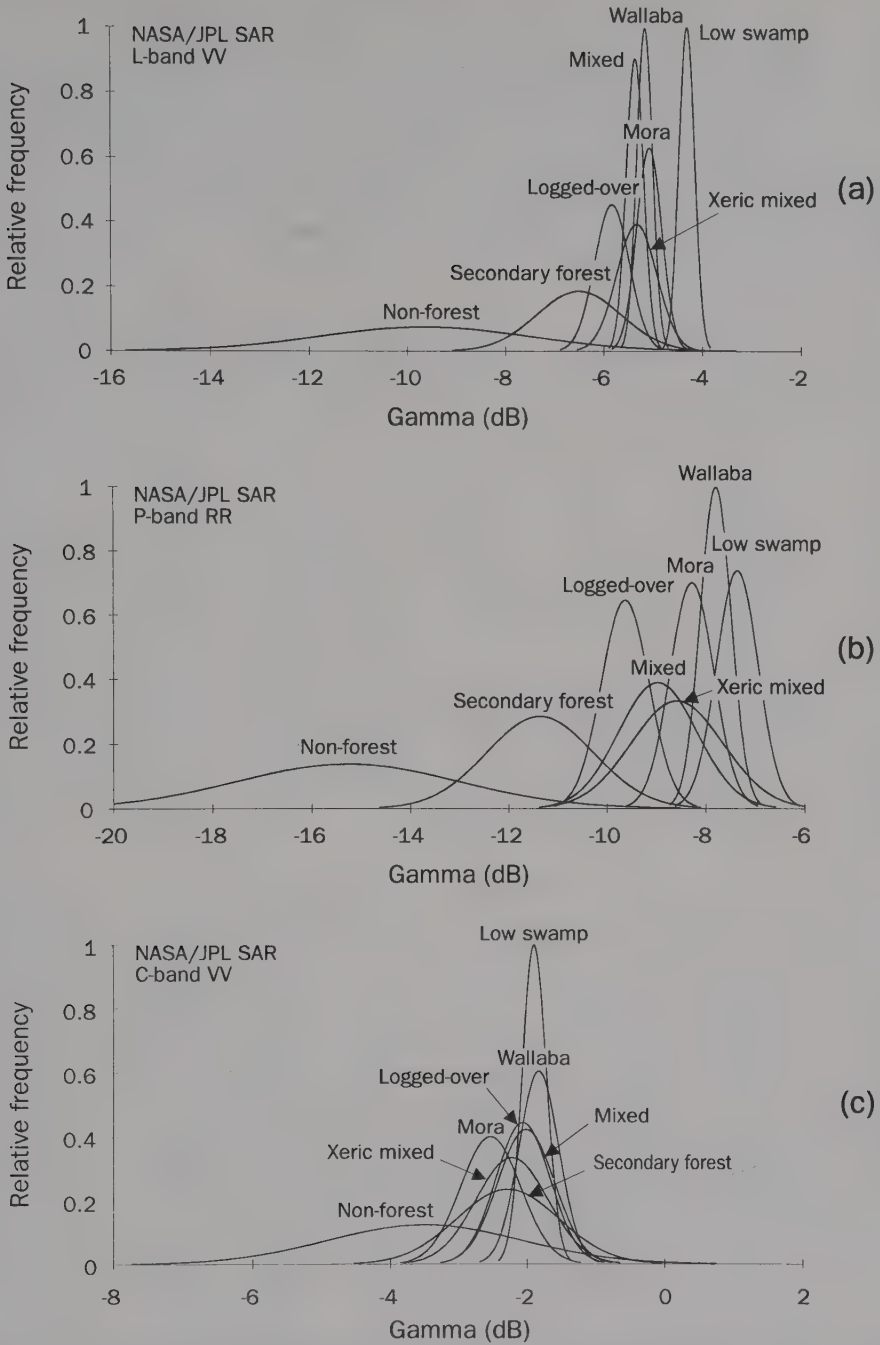 Wallaba
1
NASA/JPL SAR
Low swamp
L-band VV
Mixed
0.8
Mora
0.6
Relative frequency
(a)
Logged-over
Xeric mixed
0.4
Secondary forest
0.2
Non-forest
0
-16 -14 -12 -10 -8 -6 -4 -2
Gamma (dB)
Wallaba
1
NASA/JPL SAR
P-band RR
Low swamp
0.8
Mora
Logged-over
0.6
Relative frequency
(b)
Mixed
0.4
Xeric mixed
Secondary forest
Non-forest
0.2
0
-20 -18 -16 -14 -12 -10 -8 -6
Gamma (dB)
Low swamp
1
NASA/JPL SAR
C-band VV
0.8
Wallaba
0.6
Logged-over
Relative frequency
(c)
Mixed
Mora
0.4
Xeric mixed
Secondary forest
Non-forest
0.2
0
-8 -6 -4 -2 0 2
Gamma (dB)